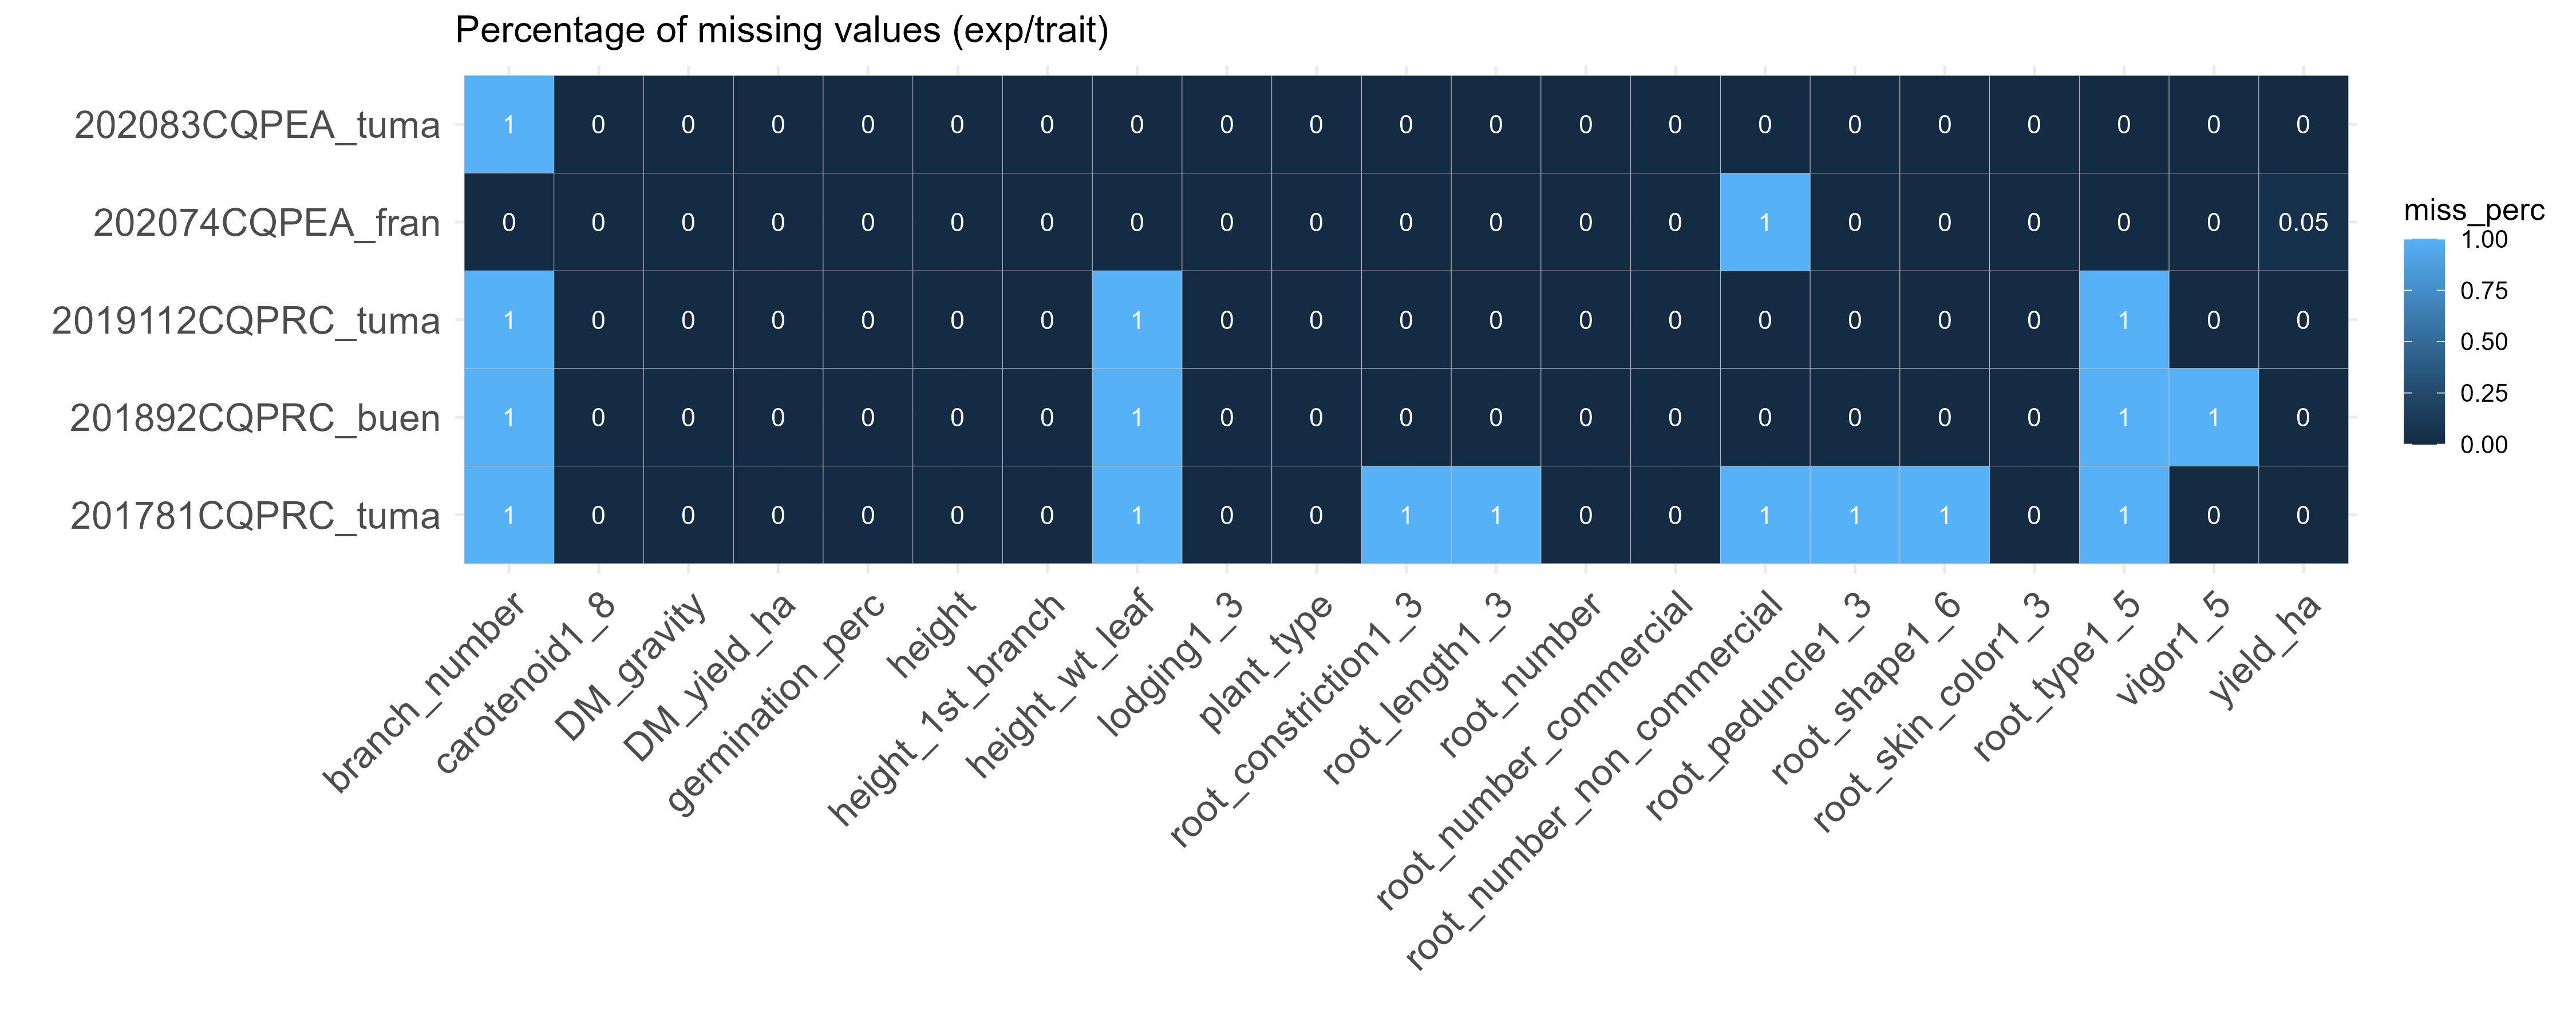 Percentage of missing values (exp/trait)
202083CQPEA_tuma 1 0 0 0 0 0 0 0 0 0 0 0 0 0 0 0 0 0 0 0 0
202074CQPEA_fran 0 0 0 0 0 0 0 0 0 0 0 0 0 0 1 0 0 0 0 0 0.05
2019112CQPRC_tuma 1 0 0 0 0 0 0 1 0 0 0 0 0 0 0 0 0 0 1 0 0
201892CQPRC_buen 1 0 0 0 0 0 0 1 0 0 0 0 0 0 0 0 0 0 1 1 0
201781CQPRC_tuma 1 0 0 0 0 0 0 1 0 0 1 1 0 0 1 1 1 0 1 0 0
branch_number
carotenoid1_8
DM_gravity
DM_yield_ha
germination_perc
height
height_1st_branch
height_wt_leaf
lodging1_3
plant_type
root_constriction1_3
root_length1_3
root_number
root_number_commercial
root_number_non_commercial
root_peduncle1_3
root_shape1_6
root_skin_color1_3
root_type1_5
vigor1_5
yield_ha
miss_perc
1.00
0.75
0.50
0.25
0.00